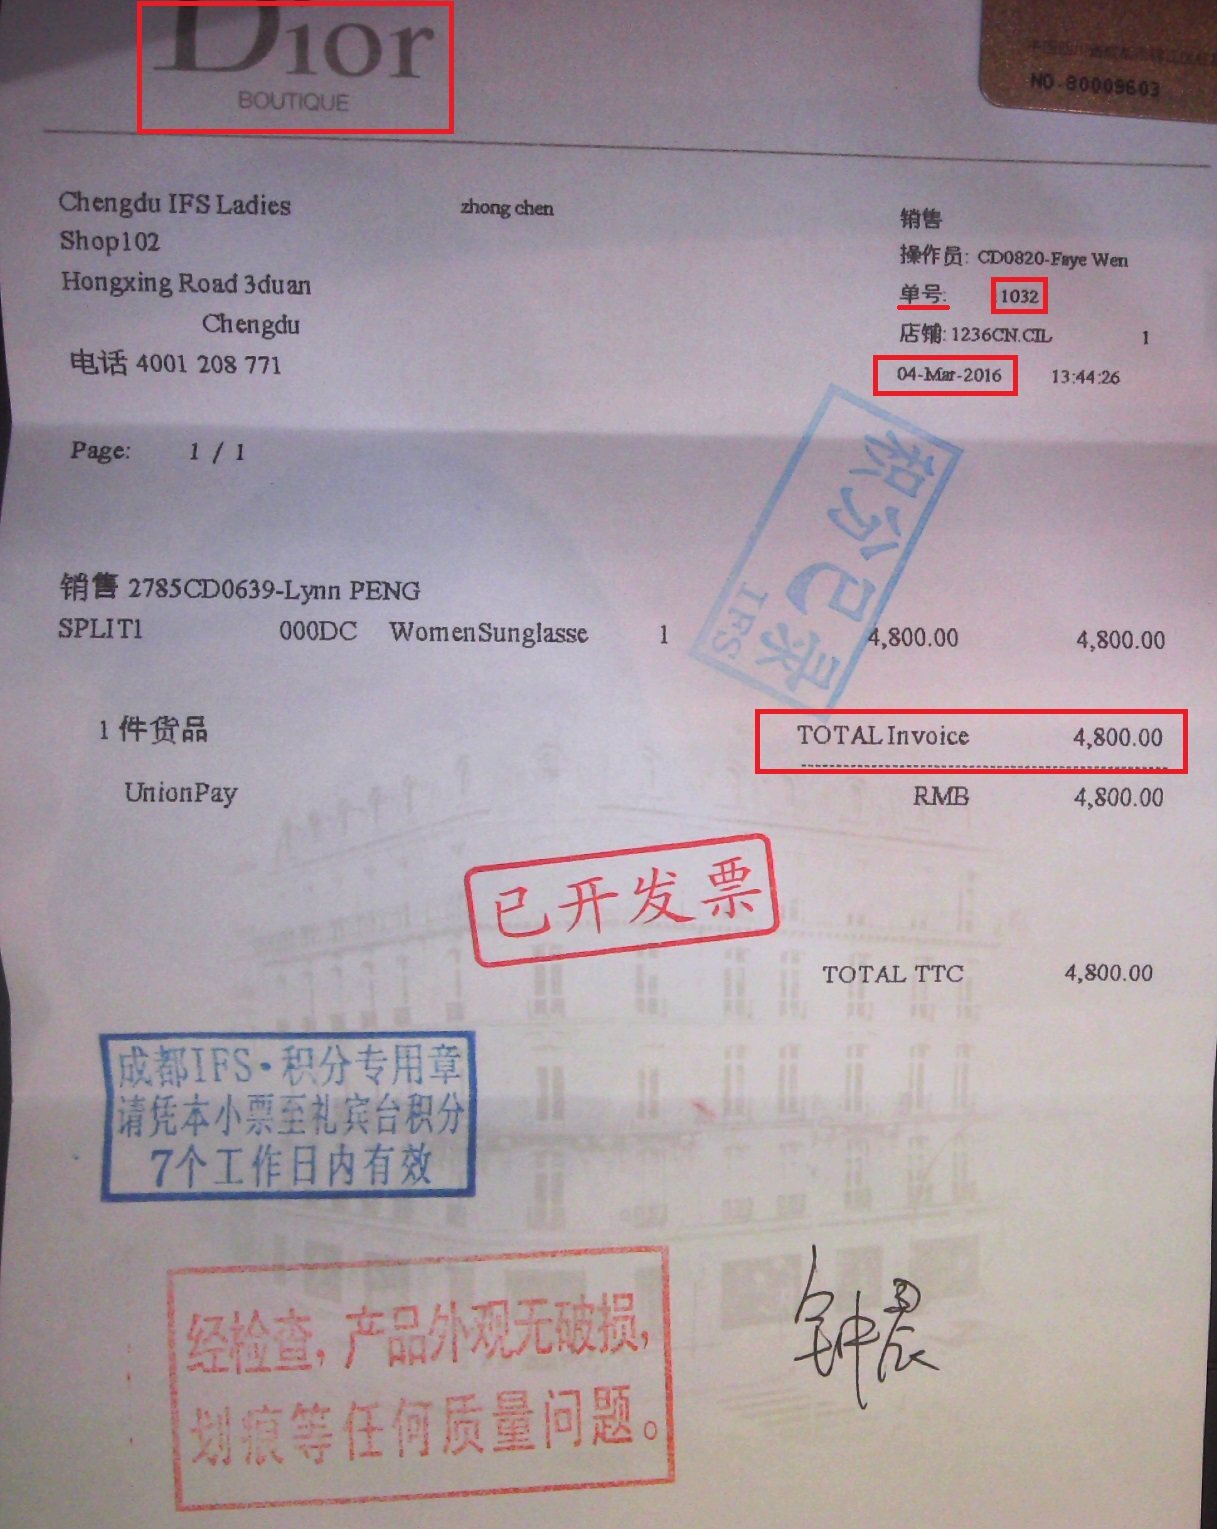 Dior
BOUTIQUE
NO. 80009603
Chengdu IFS Ladies
zhong chen
销售
Shop102
操作员: CD0820-Faye Wen
Hongxing Road 3duan
单号: 1032
Chengdu
店铺: 1236CN.CIL 1
电话 4001 208 771
04-Mar-2016 13:44:26
Page: 1 / 1
积分已录
IFS
销售 2785CD0639-Lynn PENG
SPLIT1 000DC WomenSunglasse 1 4,800.00 4,800.00
1 件货品
TOTAL Invoice 4,800.00
UnionPay RMB 4,800.00
已开发票
TOTAL TTC 4,800.00
成都IFS·积分专用章
请凭本小票至礼宾台积分
7个工作日内有效
经检查，产品外观无破损，
划痕等任何质量问题。
钟晨